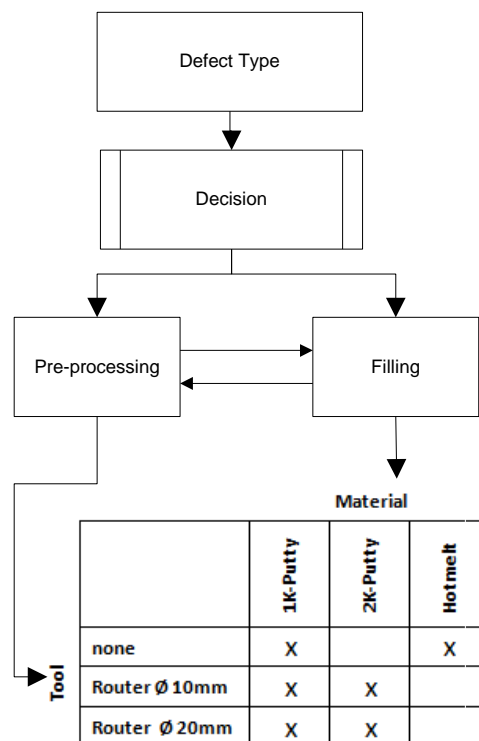 Defect Type
Decision
Pre-processing
Filling
Material
1K-Putty
2K-Putty
Hotmelt
Tool
none X X
Router Ø 10mm X X
Router Ø 20mm X X